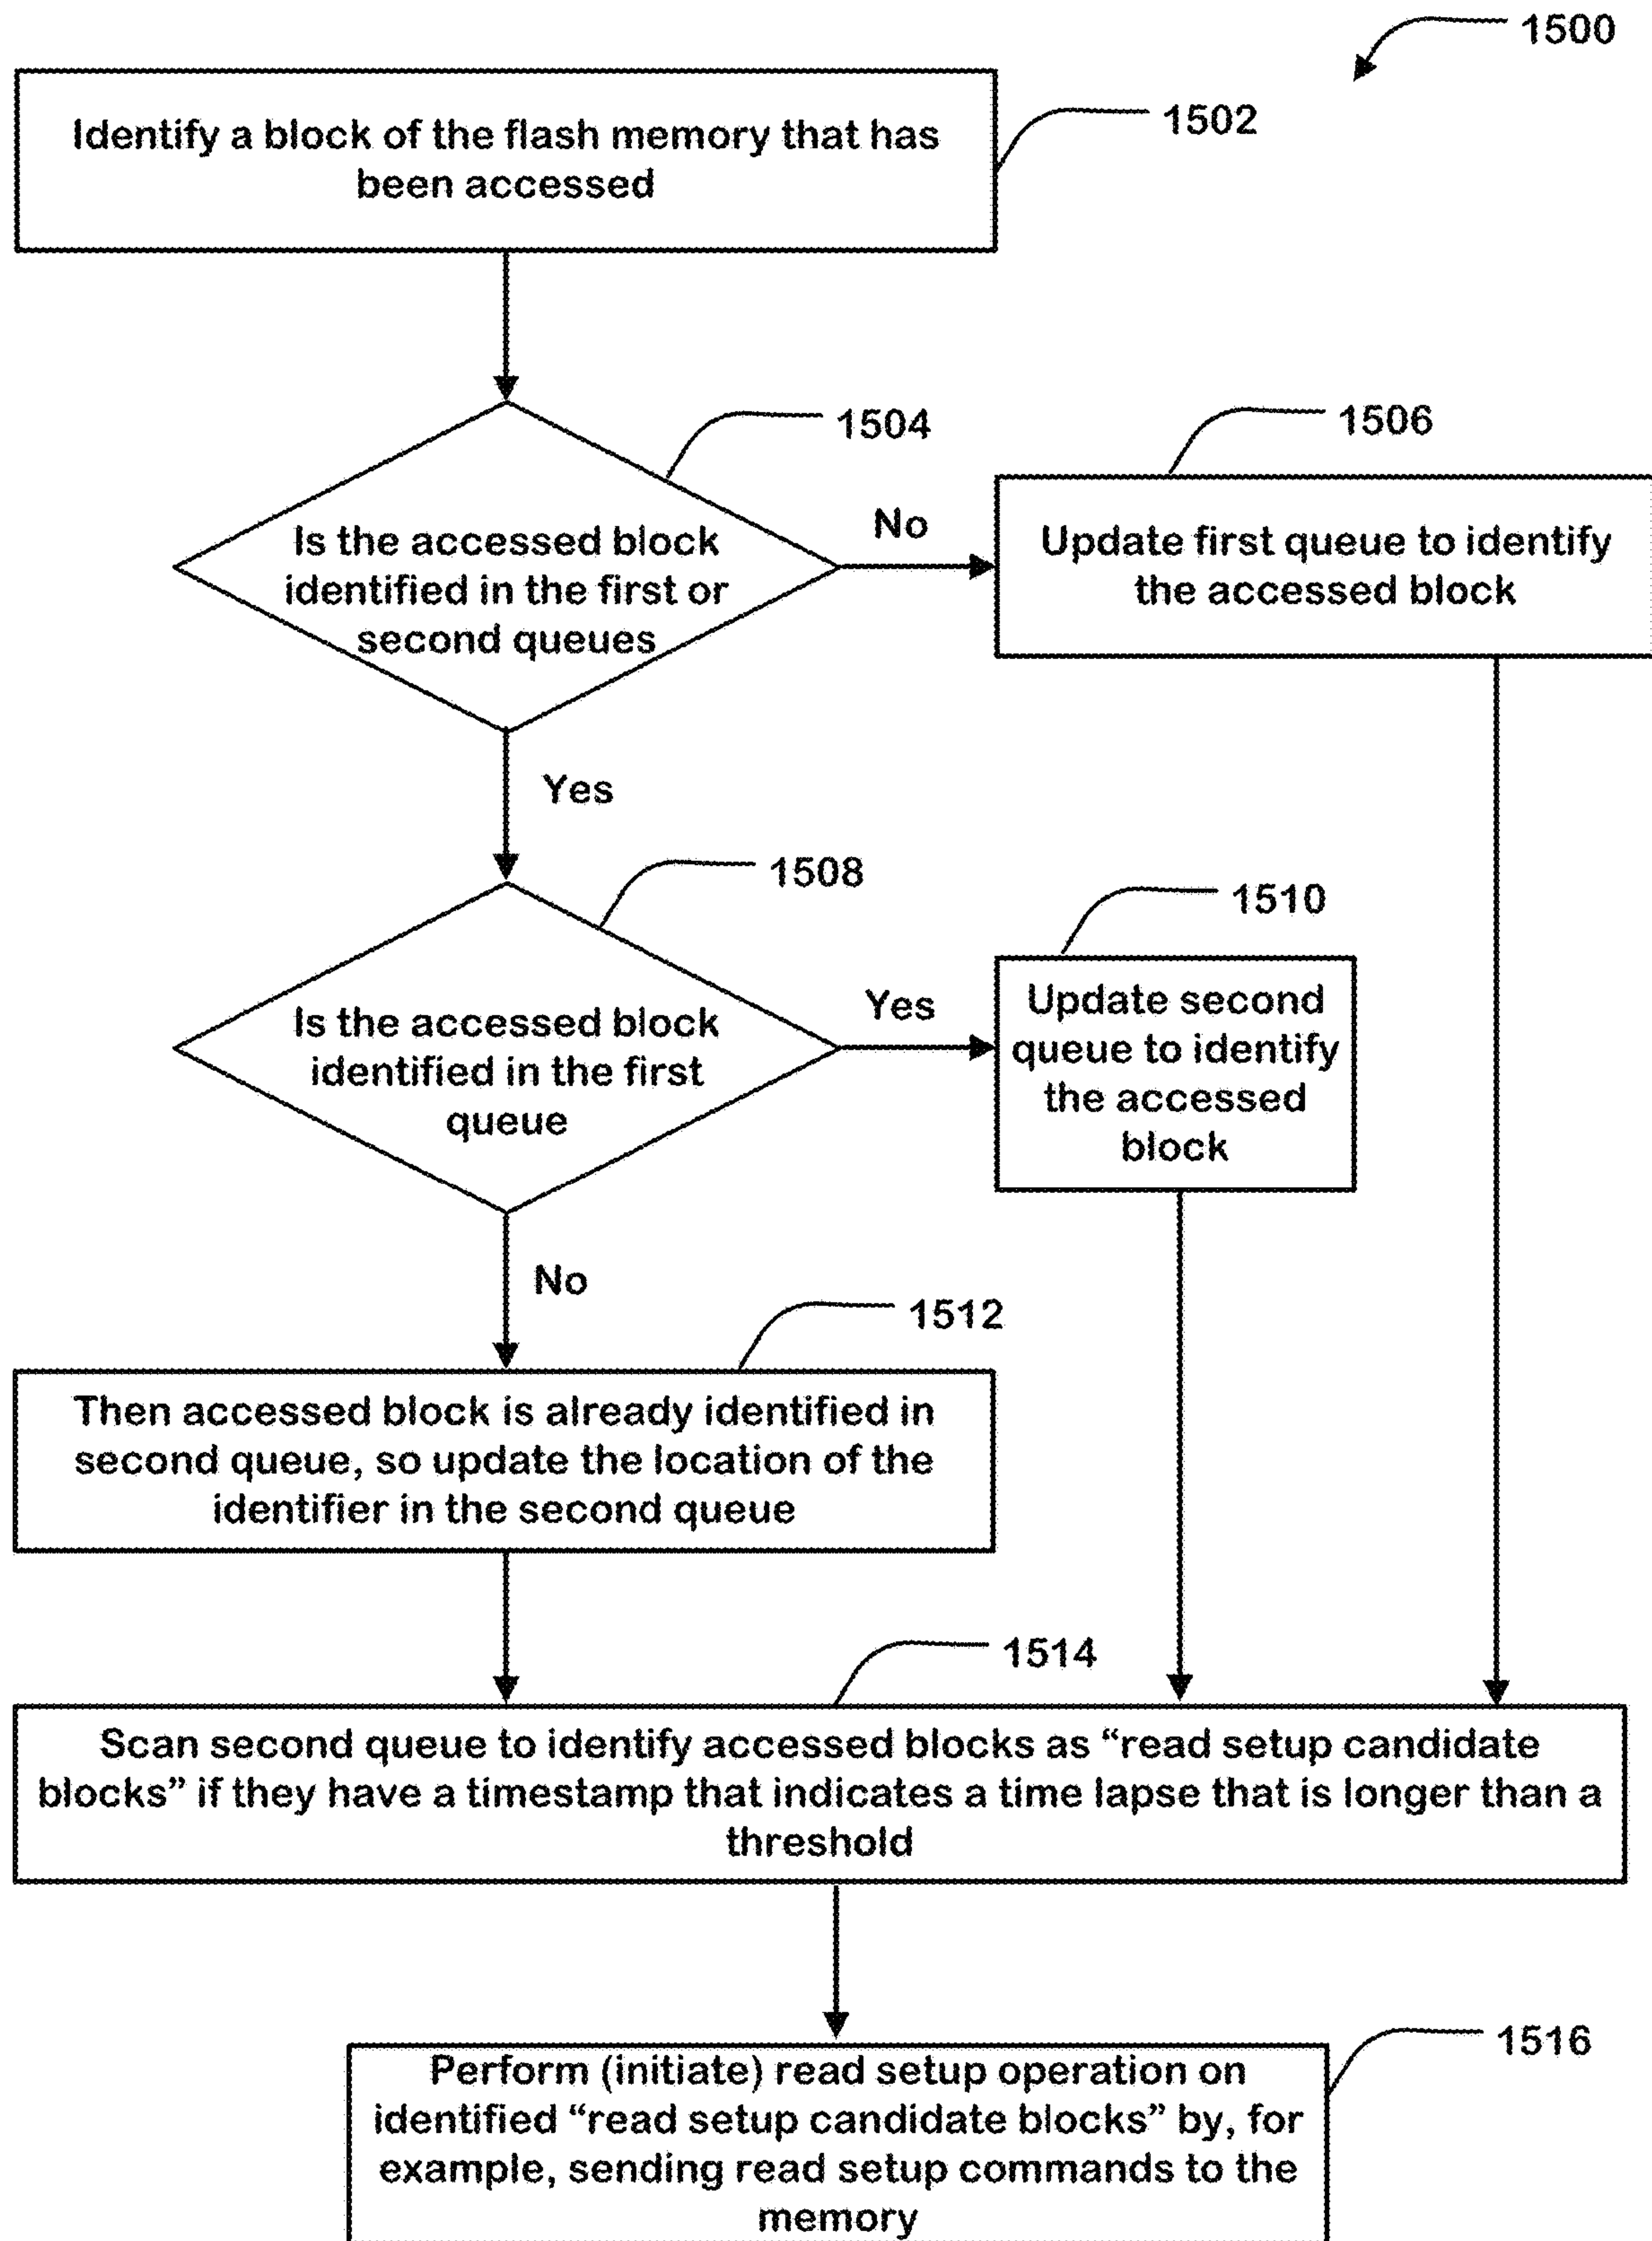 1500
Identify a block of the flash memory that has
been accessed
1502
1504
Is the accessed block
identified in the first or
second queues
No
1506
Update first queue to identify
the accessed block
Yes
1508
Is the accessed block
identified in the first
queue
Yes
1510
Update second
queue to identify
the accessed
block
No
1512
Then accessed block is already identified in
second queue, so update the location of the
identifier in the second queue
1514
Scan second queue to identify accessed blocks as “read setup candidate
blocks” if they have a timestamp that indicates a time lapse that is longer than a
threshold
1516
Perform (initiate) read setup operation on
identified “read setup candidate blocks” by, for
example, sending read setup commands to the
memory